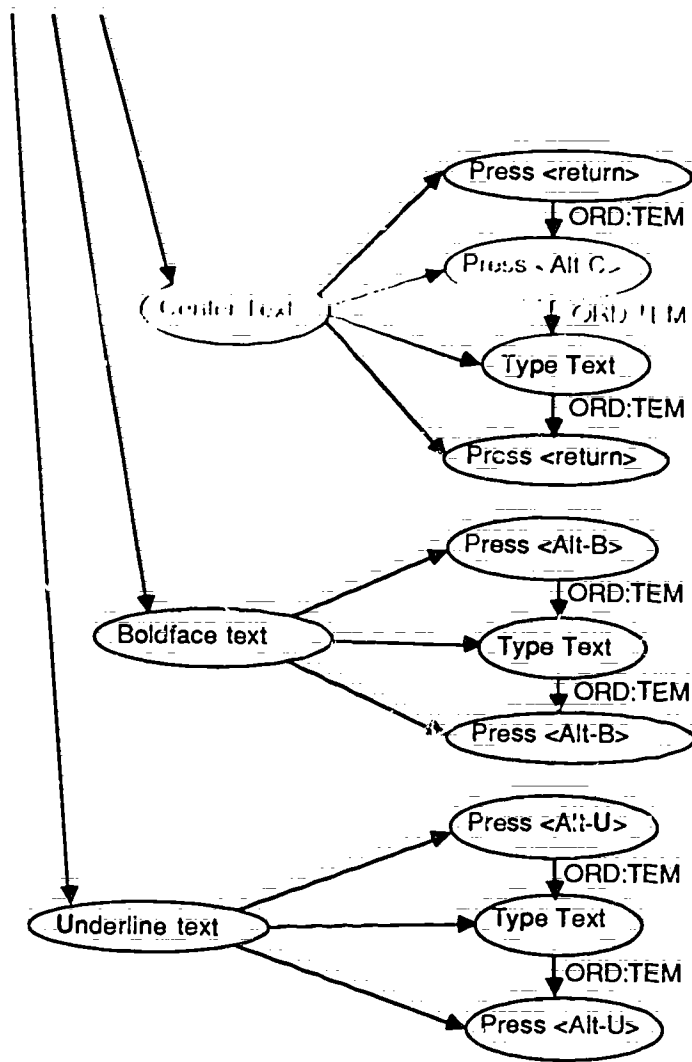 Press <return>
ORD:TEM
Press <Alt C>
Center Text
ORD:TEM
Type Text
ORD:TEM
Press <return>
Press <Alt-B>
ORD:TEM
Boldface text
Type Text
ORD:TEM
Press <Alt-B>
Press <Alt-U>
ORD:TEM
Underline text
Type Text
ORD:TEM
Press <Alt-U>